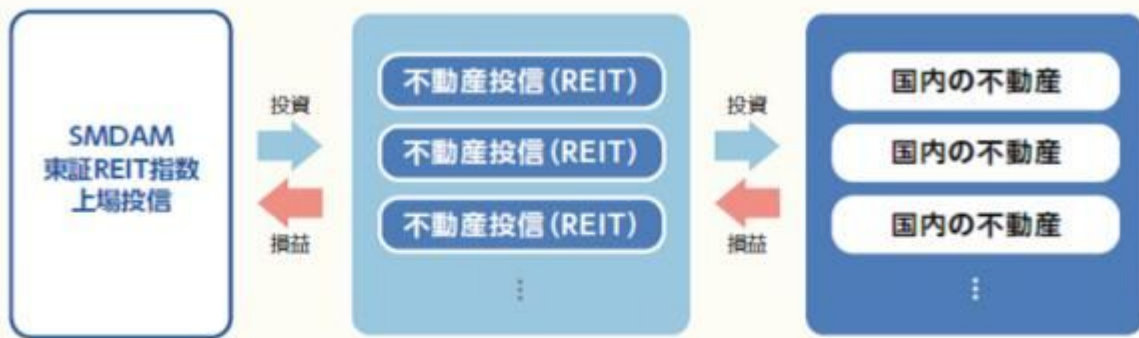 SMDAM
東証REIT指数
上場投信
投資
損益
不動産投信(REIT)
不動産投信(REIT)
不動産投信(REIT)
⋮
投資
損益
国内の不動産
国内の不動産
国内の不動産
⋮